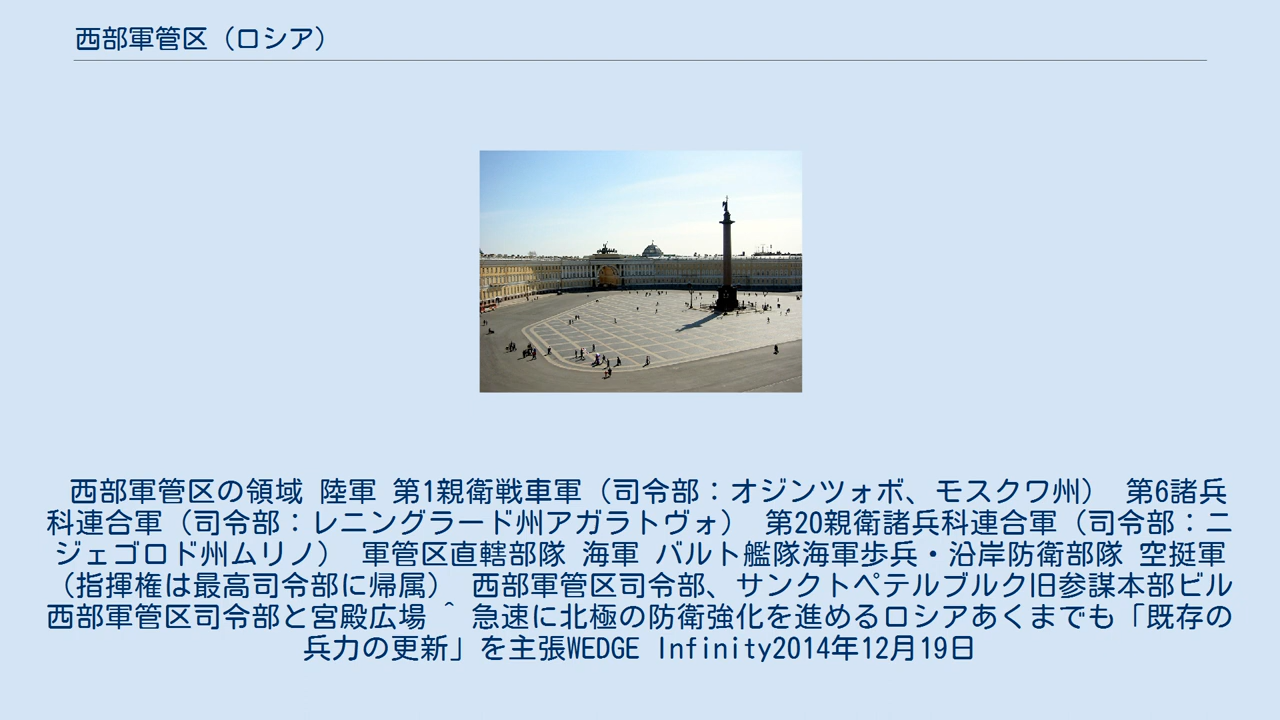 西部軍管区（ロシア）
西部軍管区の領域 陸軍 第1親衛戦車軍（司令部：オジンツォボ、モスクワ州） 第6諸兵
科連合軍（司令部：レニングラード州アガラトヴォ） 第20親衛諸兵科連合軍（司令部：ニ
ジェゴロド州ムリノ） 軍管区直轄部隊 海軍 バルト艦隊海軍歩兵・沿岸防衛部隊 空挺軍
（指揮権は最高司令部に帰属） 西部軍管区司令部、サンクトペテルブルク旧参謀本部ビル
西部軍管区司令部と宮殿広場 ^ 急速に北極の防衛強化を進めるロシアあくまでも「既存の
兵力の更新」を主張WEDGE Infinity2014年12月19日